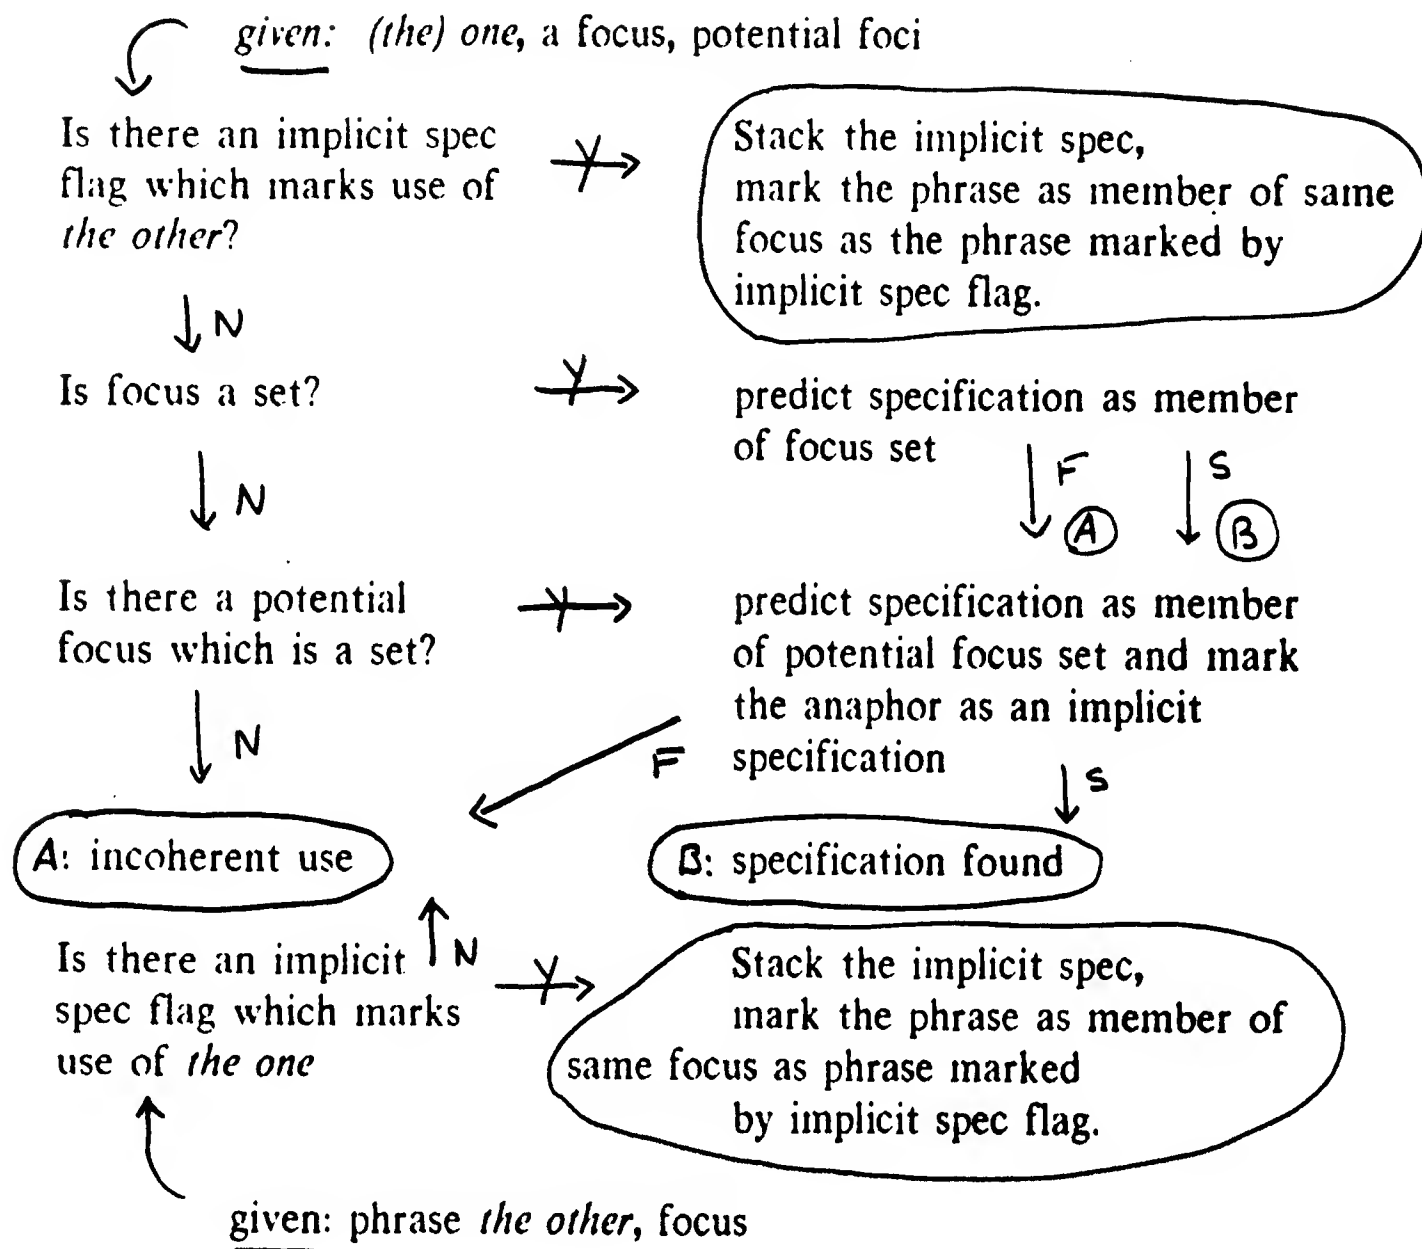 given: (the) one, a focus, potential foci
Is there an implicit spec
flag which marks use of
the other?
Y
Stack the implicit spec,
mark the phrase as member of same
focus as the phrase marked by
implicit spec flag.
N
Is focus a set?
Y
predict specification as member
of focus set
F
A
S
B
N
Is there a potential
focus which is a set?
Y
predict specification as member
of potential focus set and mark
the anaphor as an implicit
specification
N
F
S
A: incoherent use
B: specification found
N
Is there an implicit
spec flag which marks
use of the one
Y
Stack the implicit spec,
mark the phrase as member of
same focus as phrase marked
by implicit spec flag.
given: phrase the other, focus